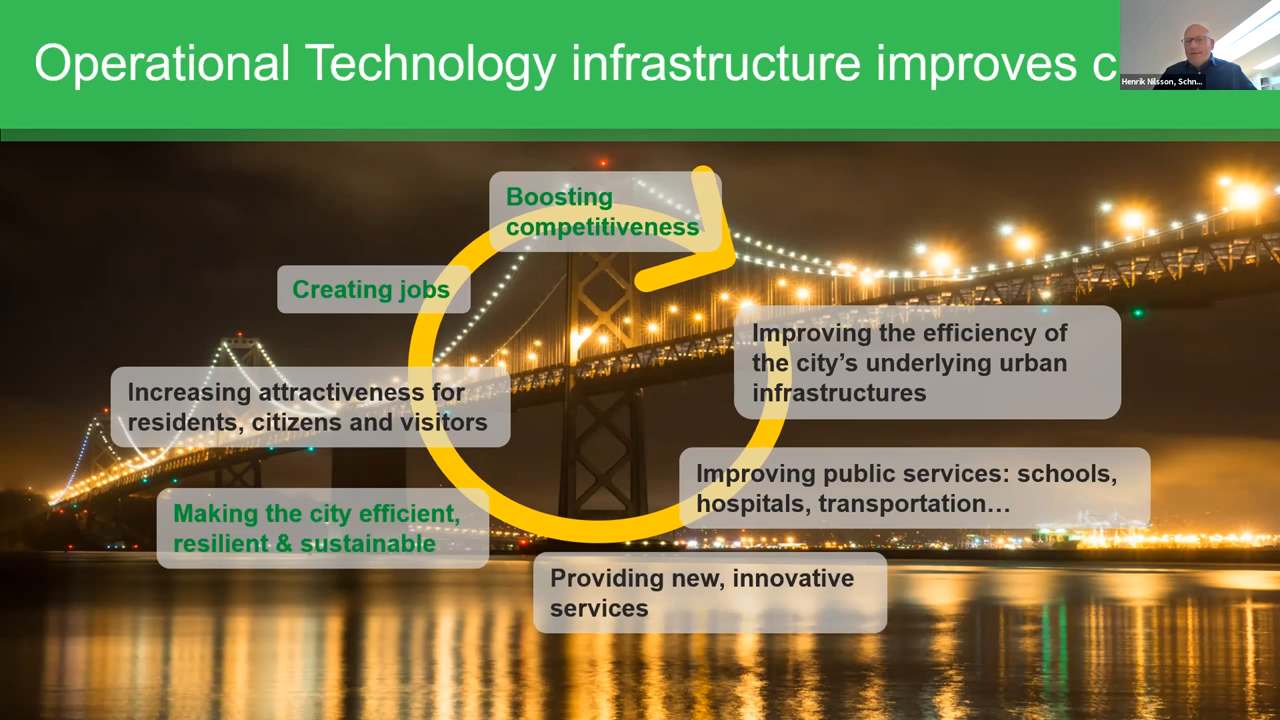 Operational Technology infrastructure improves c
Henrik Nilsson, Schn...
Boosting
competitiveness
Creating jobs
Improving the efficiency of
the city’s underlying urban
infrastructures
Increasing attractiveness for
residents, citizens and visitors
Improving public services: schools,
hospitals, transportation…
Making the city efficient,
resilient & sustainable
Providing new, innovative
services